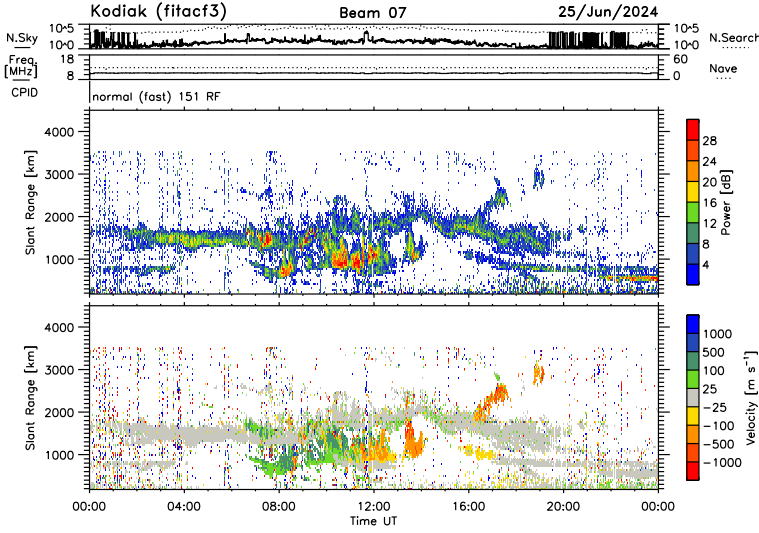 Kodiak (fitacf3) Beam 07 25/Jun/2024
N.Sky 10^5 10^0 10^5 10^0 N.Search
Freq. [MHz] 18 8 60 0 Nave
CPID normal (fast) 151 RF
Slant Range [km] 4000 3000 2000 1000
Power [dB] 28 24 20 16 12 8 4
Slant Range [km] 4000 3000 2000 1000
Velocity [m s⁻¹] 1000 500 100 25 −25 −100 −500 −1000
00:00 04:00 08:00 12:00 16:00 20:00 00:00
Time UT